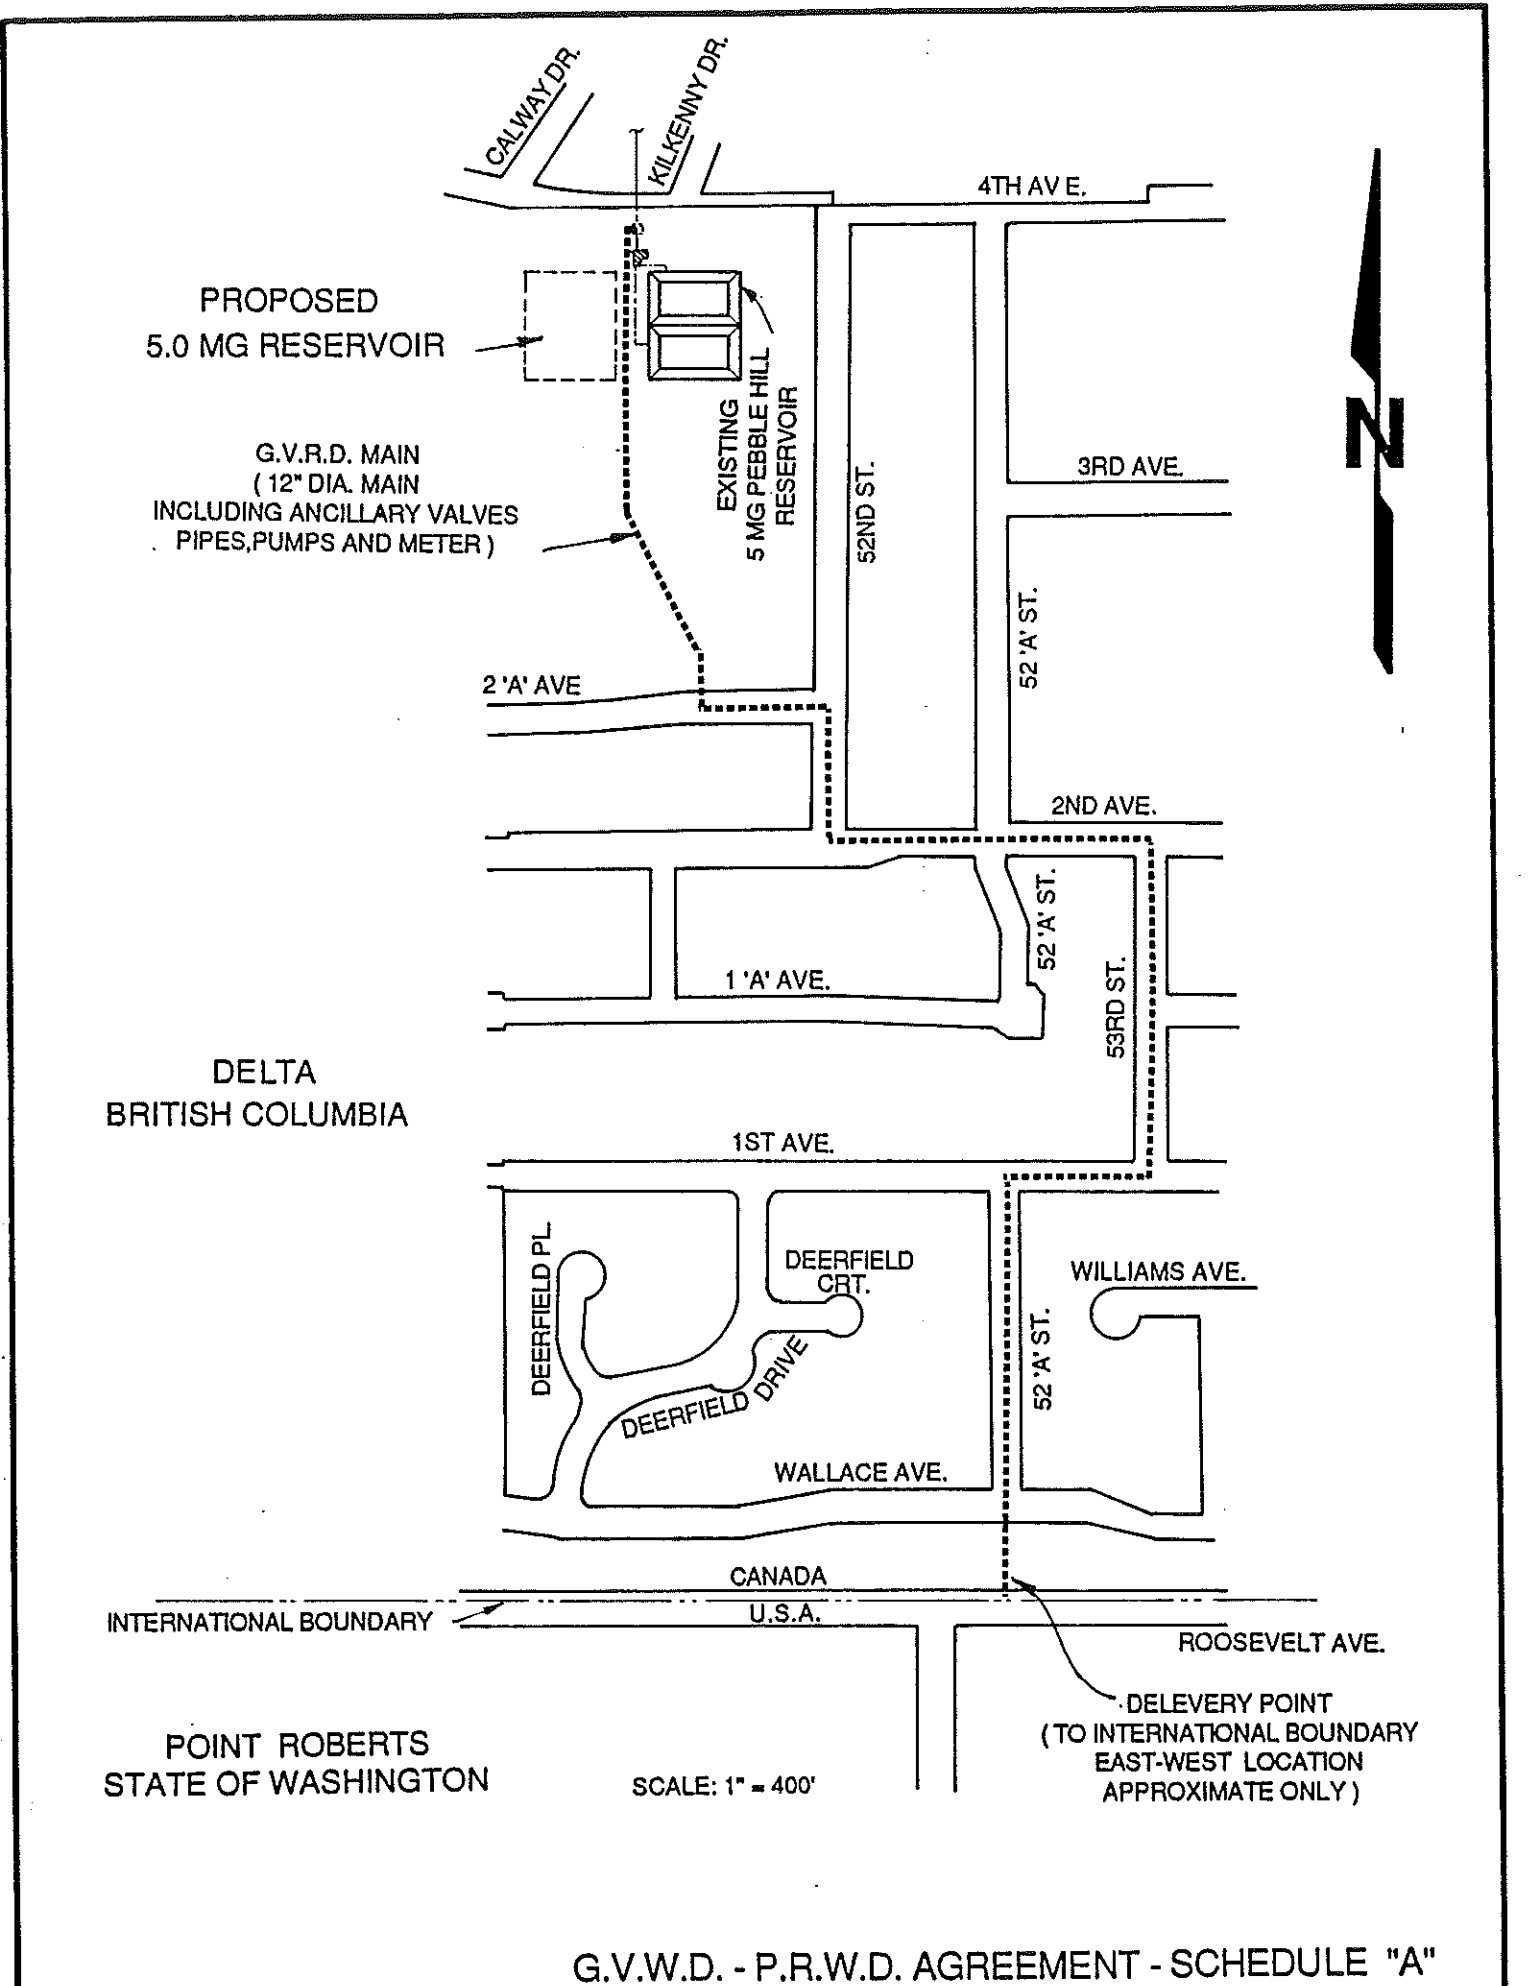 CALWAY DR.
KILKENNY DR.
4TH AV E.
PROPOSED
5.0 MG RESERVOIR
EXISTING
5 MG PEBBLE HILL
RESERVOIR
G.V.R.D. MAIN
( 12" DIA. MAIN
INCLUDING ANCILLARY VALVES
PIPES,PUMPS AND METER )
52ND ST.
3RD AVE.
N
52 'A' ST.
2 'A' AVE
2ND AVE.
52 'A' ST.
1 'A' AVE.
53RD ST.
DELTA
BRITISH COLUMBIA
1ST AVE.
DEERFIELD PL.
DEERFIELD
CRT.
WILLIAMS AVE.
52 'A' ST.
DEERFIELD DRIVE
WALLACE AVE.
CANADA
U.S.A.
INTERNATIONAL BOUNDARY
ROOSEVELT AVE.
DELEVERY POINT
( TO INTERNATIONAL BOUNDARY
EAST-WEST LOCATION
APPROXIMATE ONLY )
POINT ROBERTS
STATE OF WASHINGTON
SCALE: 1" = 400'
G.V.W.D. - P.R.W.D. AGREEMENT - SCHEDULE "A"